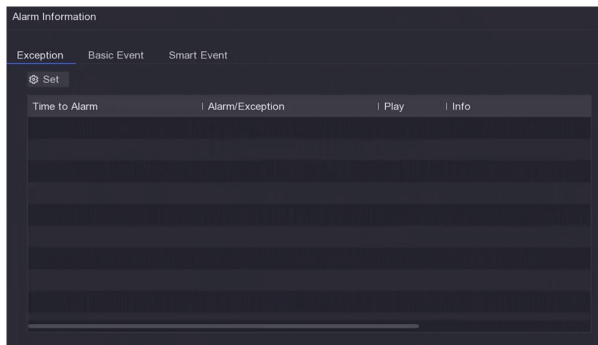 Alarm Information
Exception Basic Event Smart Event
Set
Time to Alarm Alarm/Exception Play Info